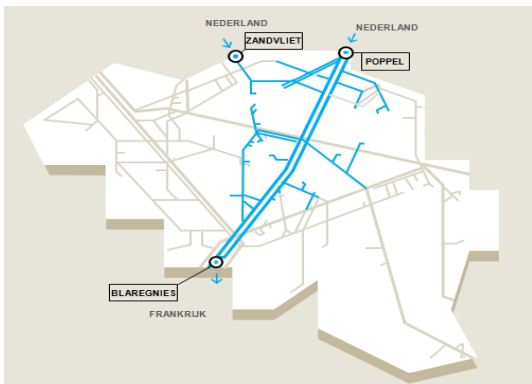 NEDERLAND
NEDERLAND
ZANDVLIET
POPPEL
BLAREGNIES
FRANKRIJK